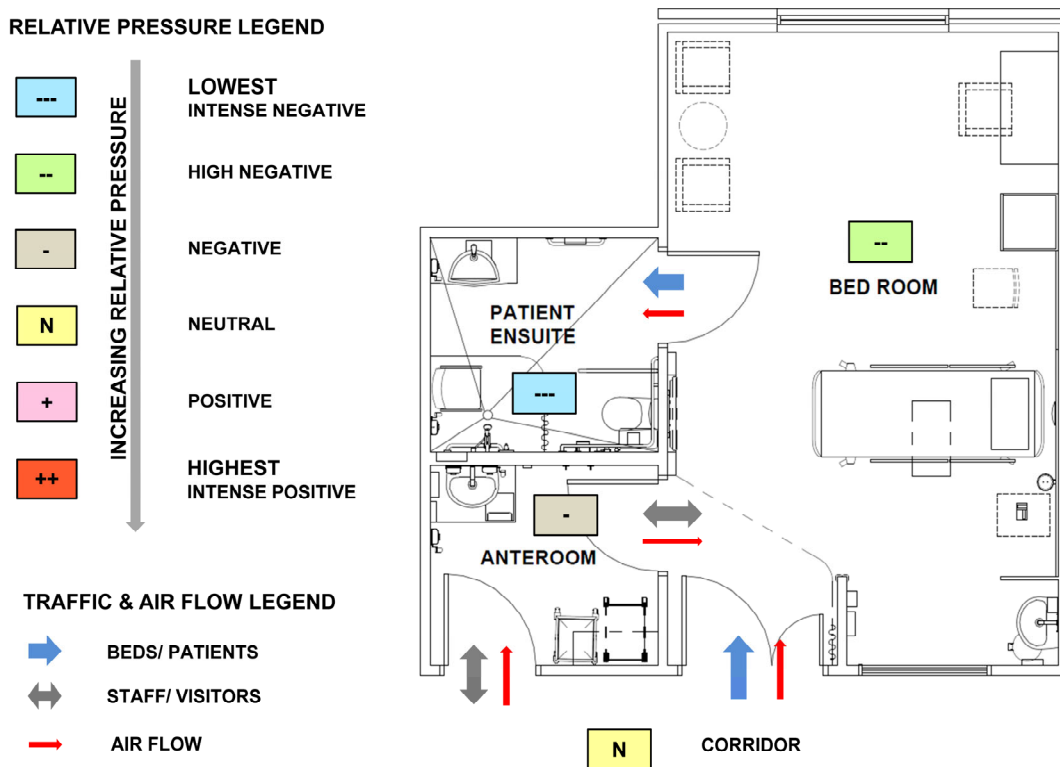 RELATIVE PRESSURE LEGEND
INCREASING RELATIVE PRESSURE
---
LOWEST
INTENSE NEGATIVE
--
HIGH NEGATIVE
-
NEGATIVE
N
NEUTRAL
+
POSITIVE
++
HIGHEST
INTENSE POSITIVE
TRAFFIC & AIR FLOW LEGEND
BEDS/ PATIENTS
STAFF/ VISITORS
AIR FLOW
--
BED ROOM
PATIENT
ENSUITE
---
-
ANTEROOM
N
CORRIDOR